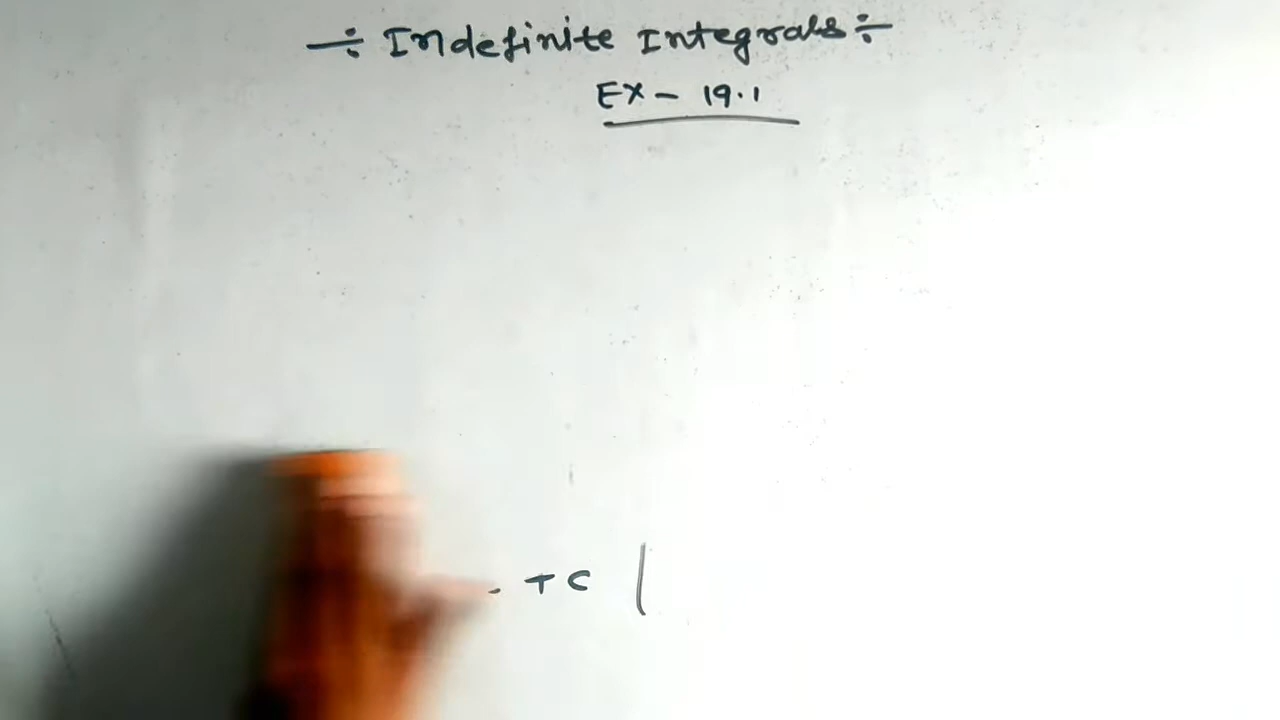 ÷ Indefinite Integrals ÷
EX - 19.1
+ C